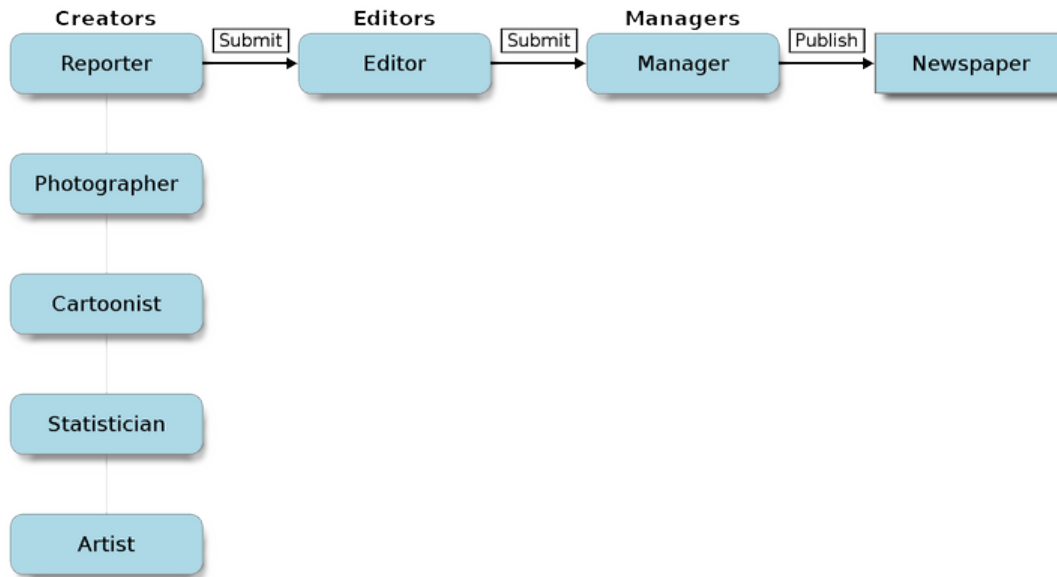 Creators
Editors
Managers
Submit
Submit
Publish
Reporter
Editor
Manager
Newspaper
Photographer
Cartoonist
Statistician
Artist